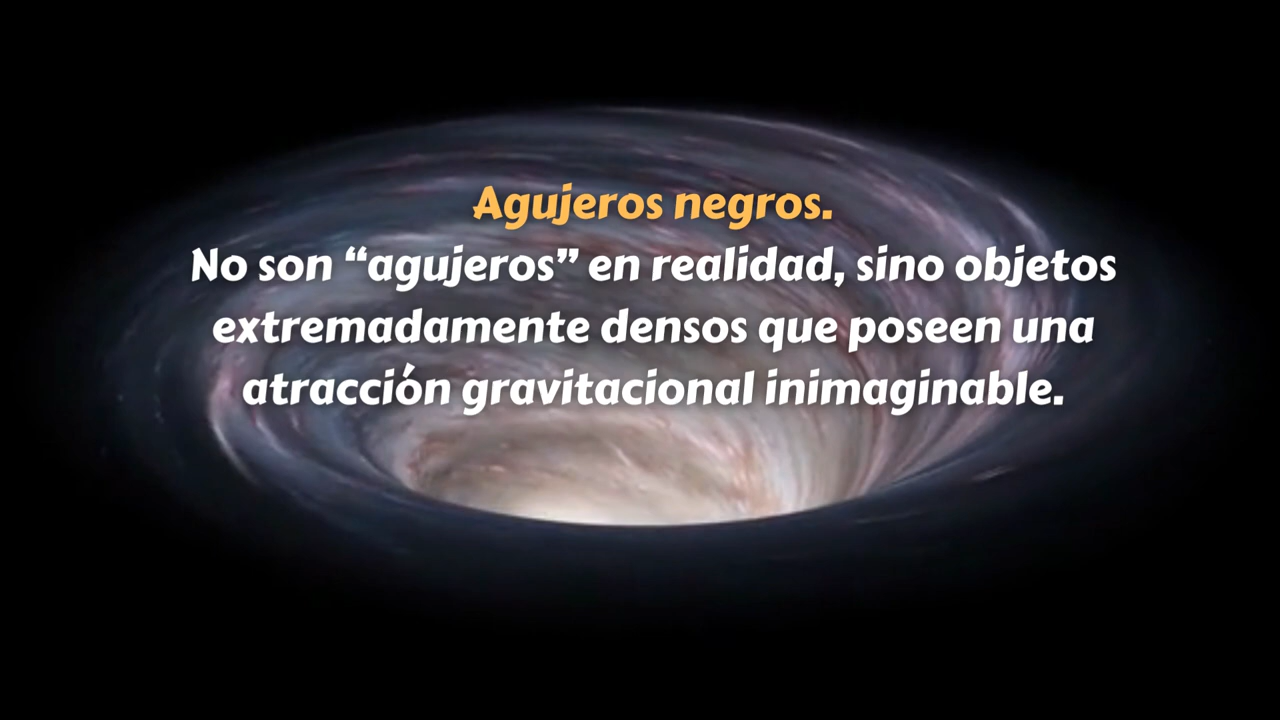 Agujeros negros.
No son “agujeros” en realidad, sino objetos
extremadamente densos que poseen una
atracción gravitacional inimaginable.